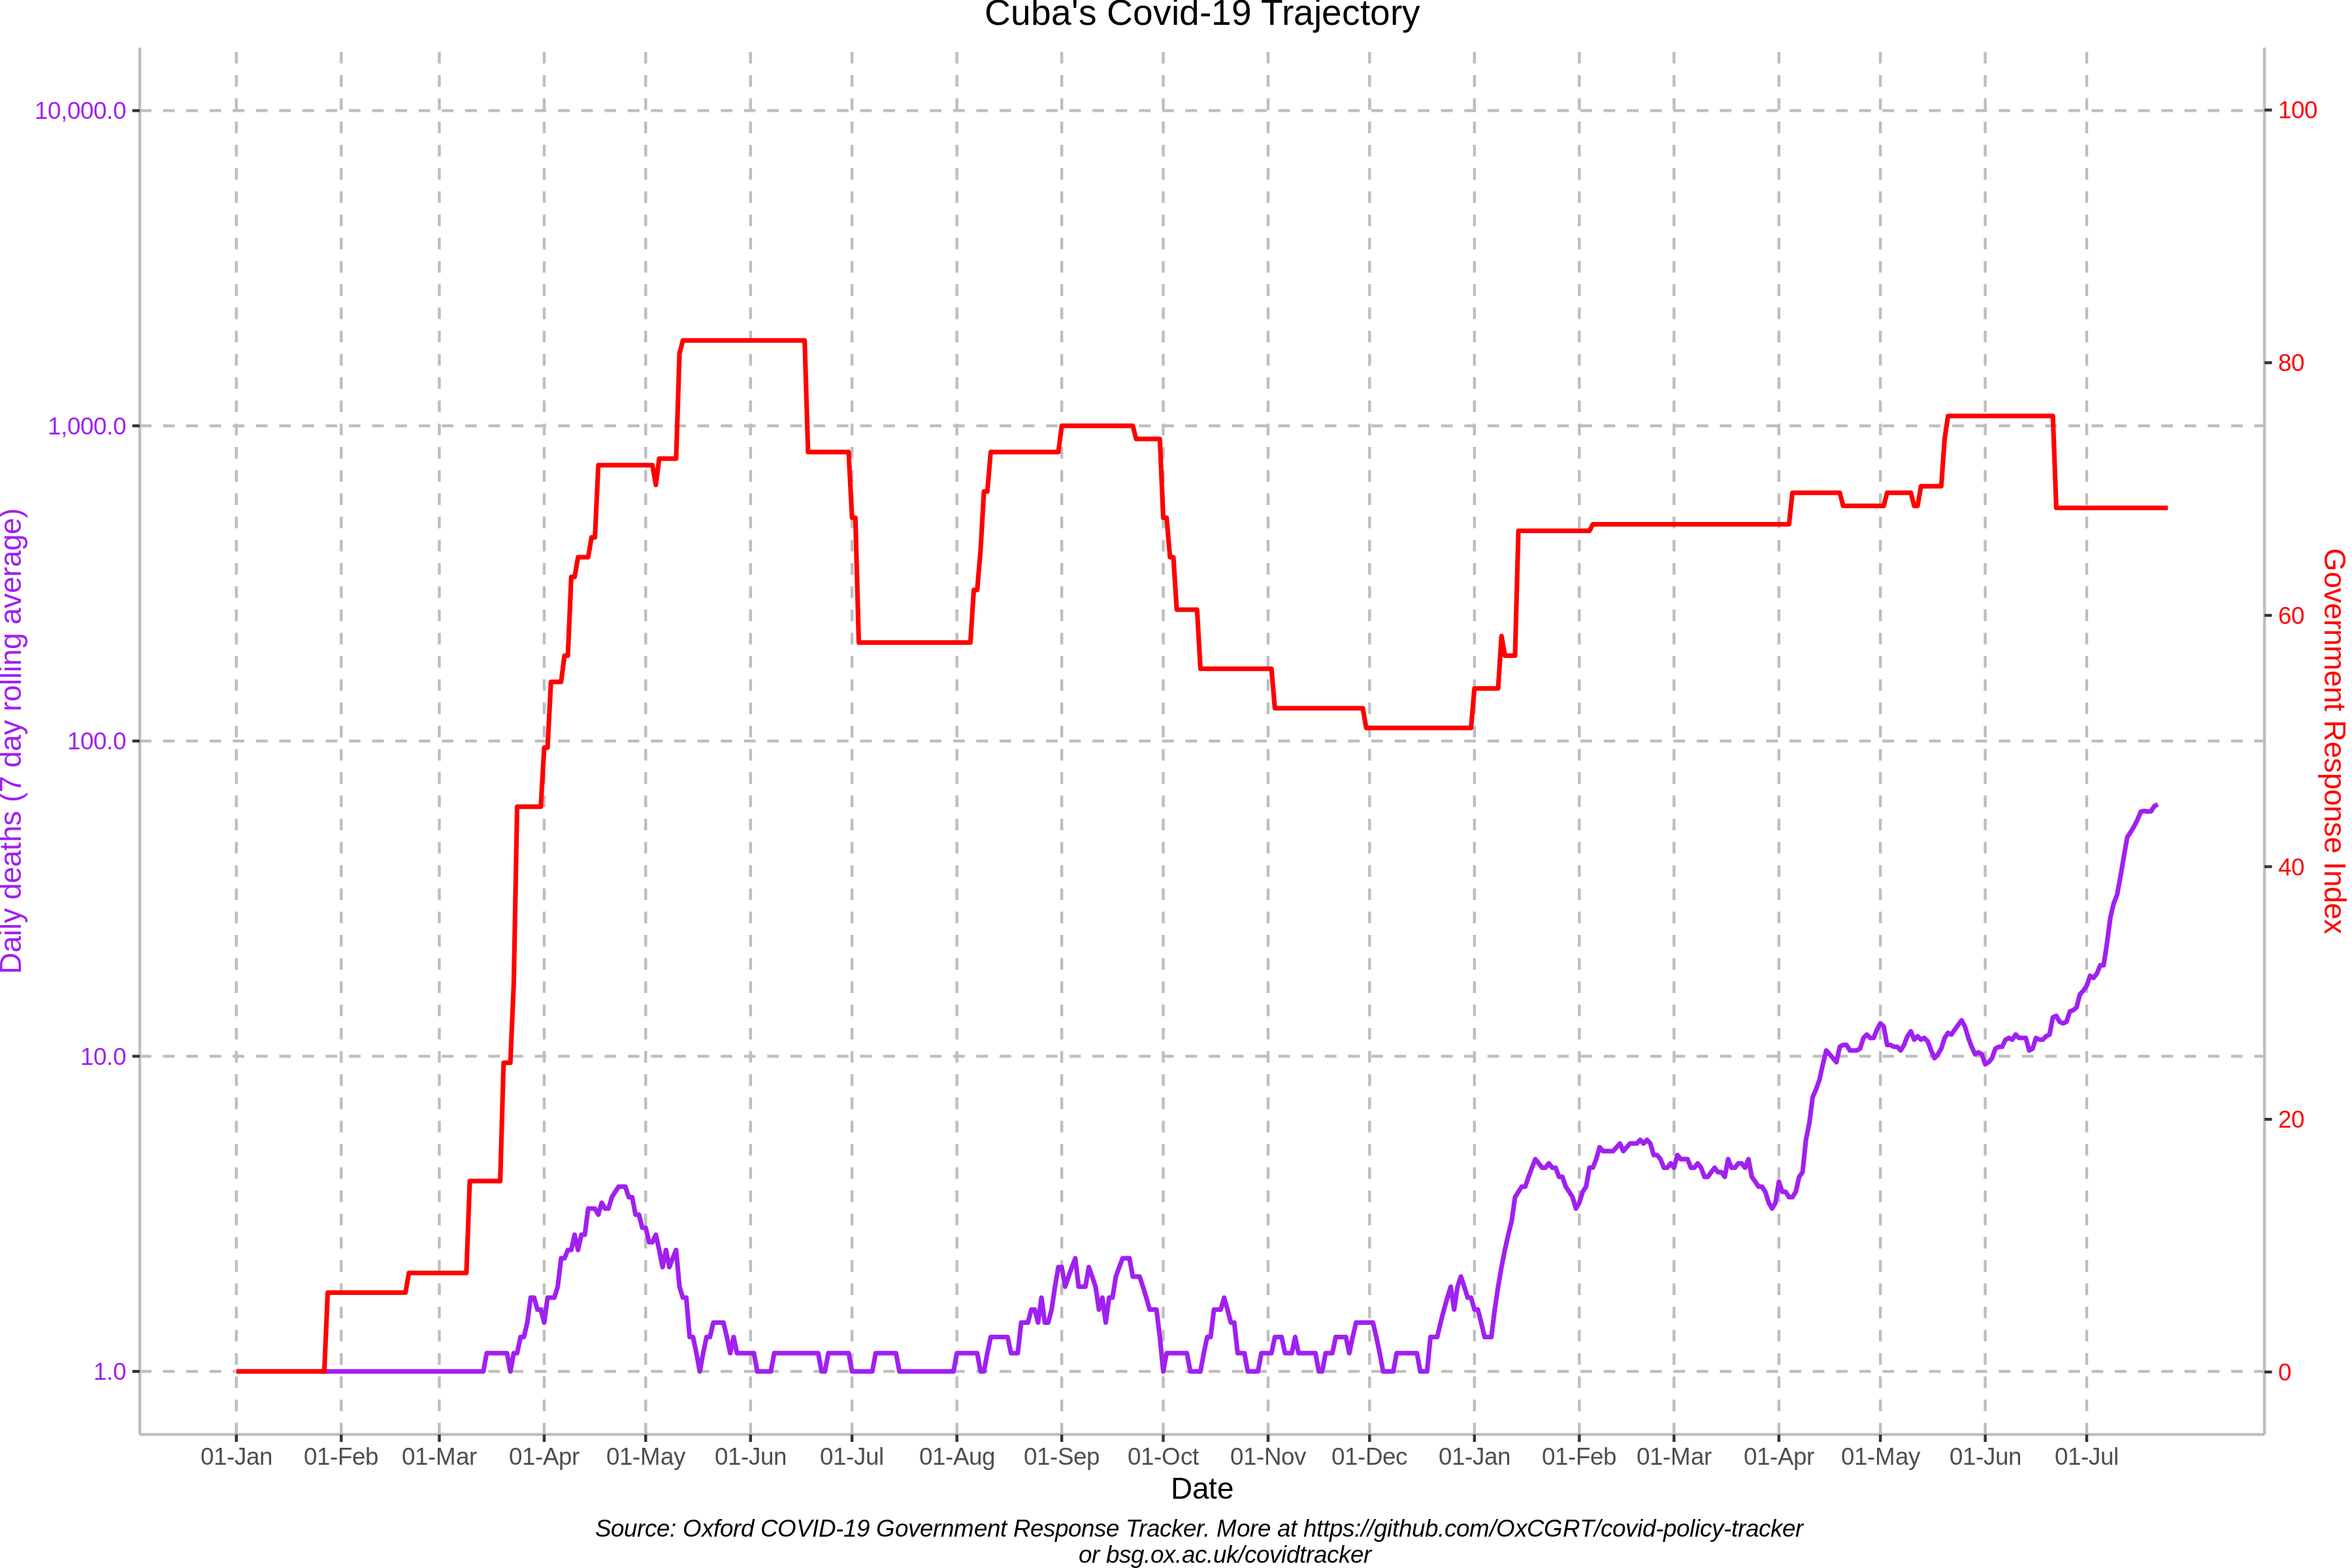 Cuba's Covid-19 Trajectory
10,000.0
1,000.0
100.0
10.0
1.0
Daily deaths (7 day rolling average)
100
80
60
40
20
0
Government Response Index
01-Jan 01-Feb 01-Mar 01-Apr 01-May 01-Jun 01-Jul 01-Aug 01-Sep 01-Oct 01-Nov 01-Dec 01-Jan 01-Feb 01-Mar 01-Apr 01-May 01-Jun 01-Jul
Date
Source: Oxford COVID-19 Government Response Tracker. More at https://github.com/OxCGRT/covid-policy-tracker
or bsg.ox.ac.uk/covidtracker